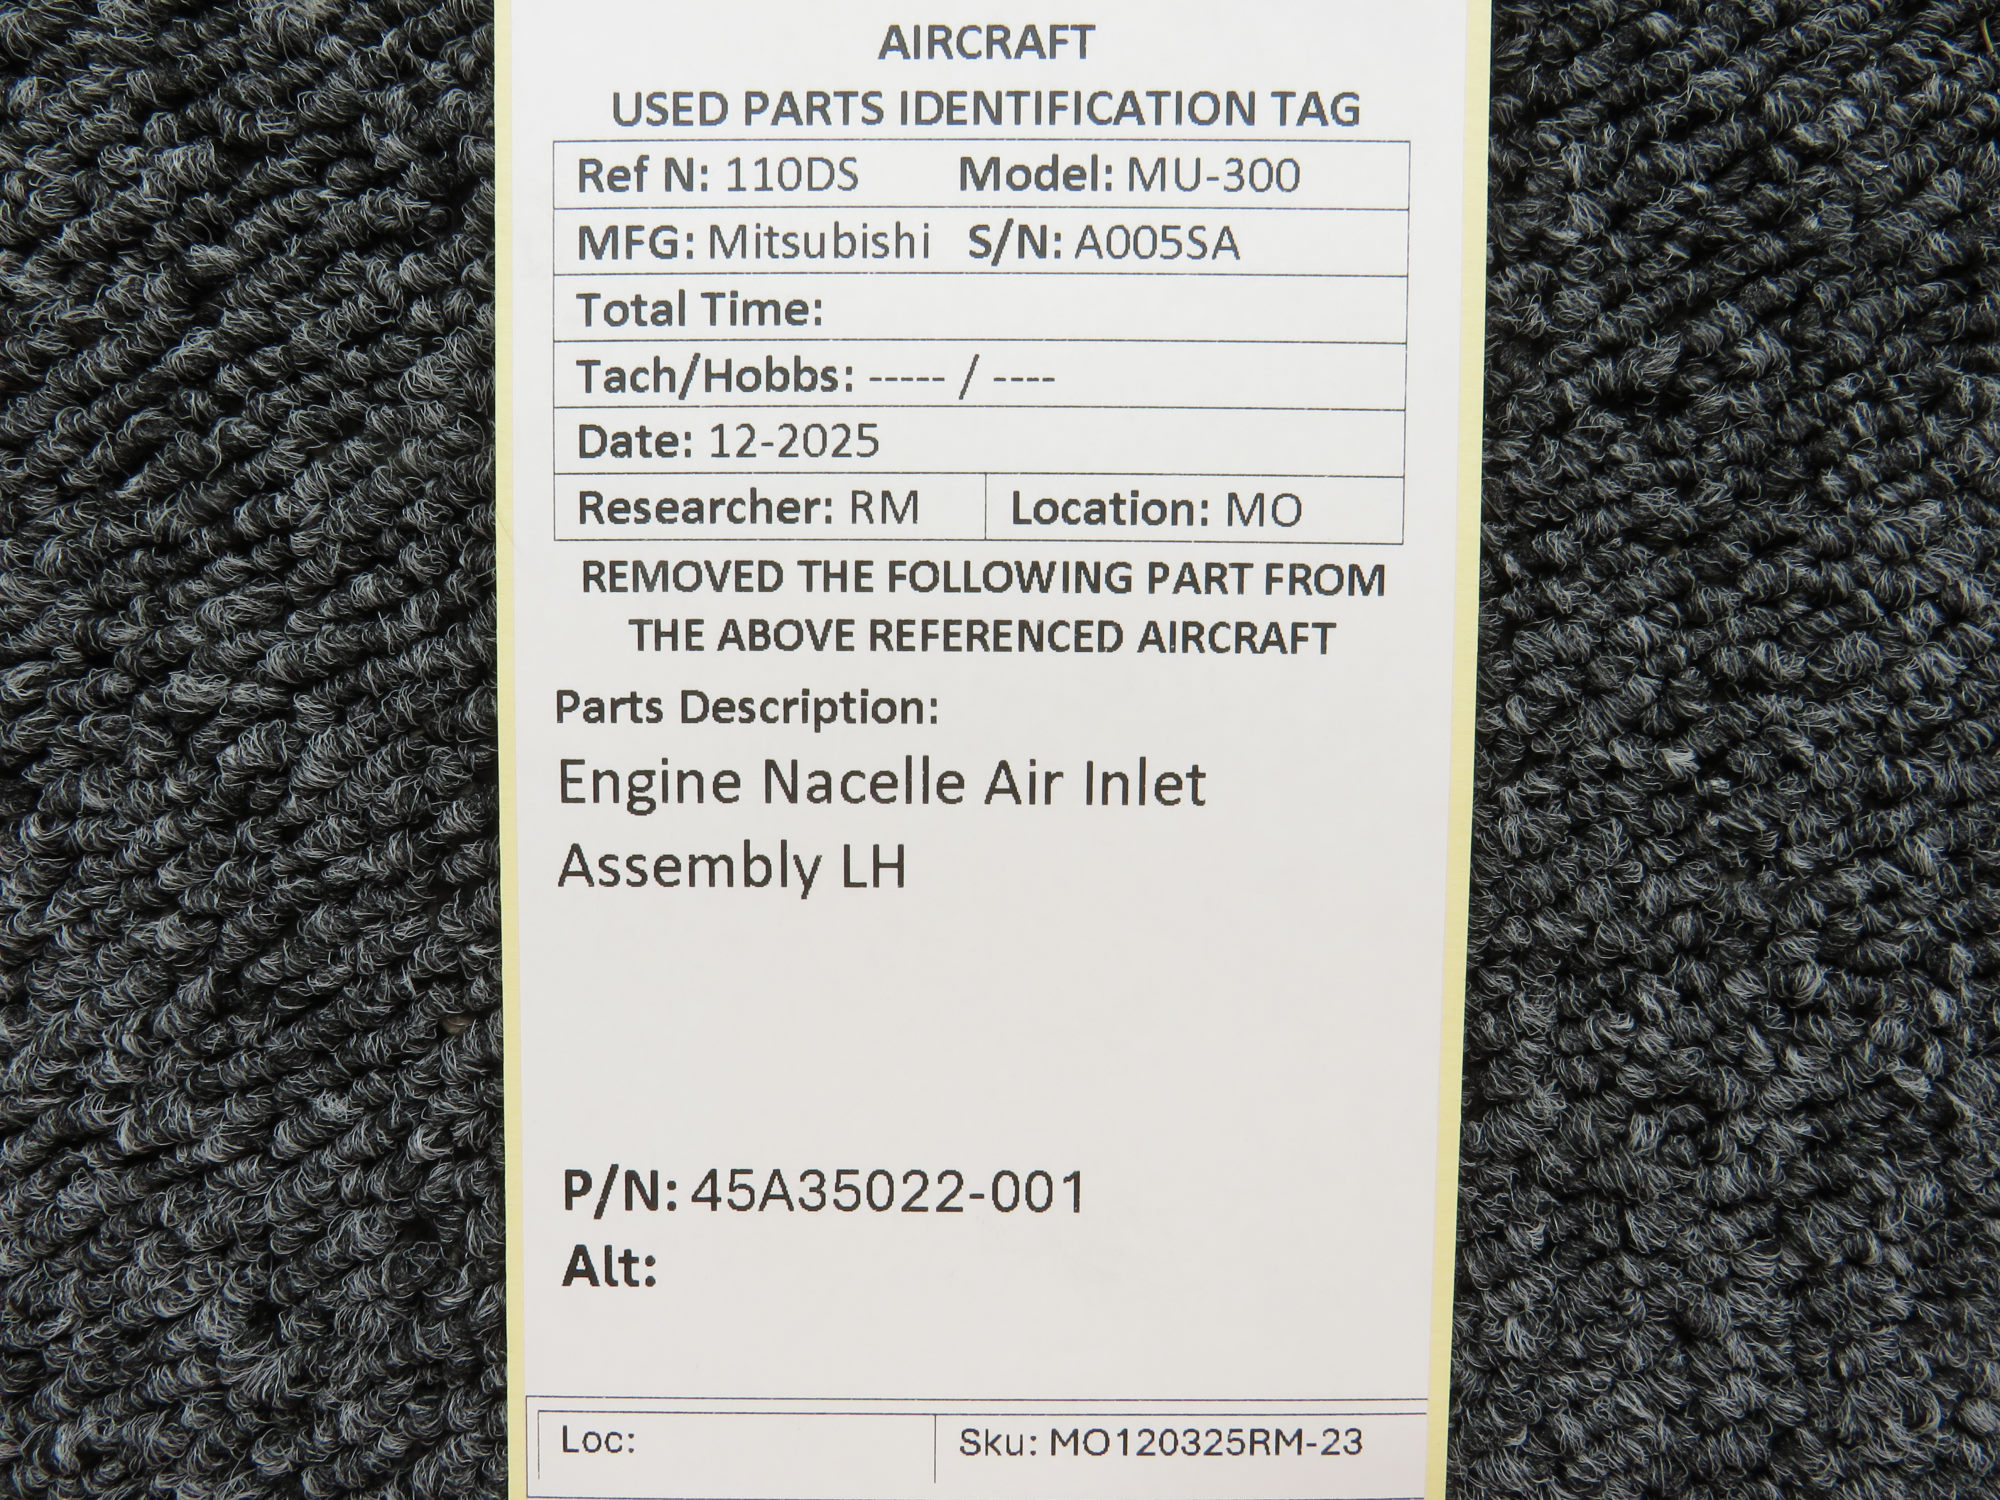 AIRCRAFT
USED PARTS IDENTIFICATION TAG
Ref N: 110DS Model: MU-300
MFG: Mitsubishi S/N: A005SA
Total Time:
Tach/Hobbs: ----- / ----
Date: 12-2025
Researcher: RM Location: MO
REMOVED THE FOLLOWING PART FROM
THE ABOVE REFERENCED AIRCRAFT
Parts Description:
Engine Nacelle Air Inlet
Assembly LH
P/N: 45A35022-001
Alt:
Loc: Sku: MO120325RM-23